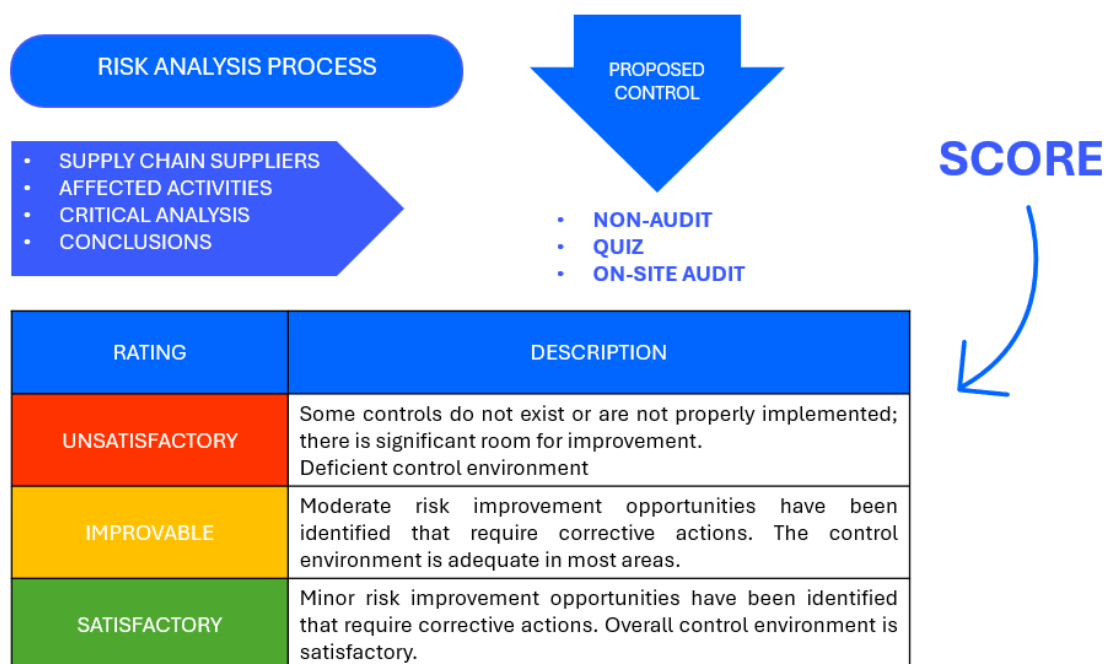 RISK ANALYSIS PROCESS
PROPOSED
CONTROL
• SUPPLY CHAIN SUPPLIERS
• AFFECTED ACTIVITIES
• CRITICAL ANALYSIS
• CONCLUSIONS
SCORE
• NON-AUDIT
• QUIZ
• ON-SITE AUDIT
RATING
DESCRIPTION
UNSATISFACTORY
Some controls do not exist or are not properly implemented;
there is significant room for improvement.
Deficient control environment
IMPROVABLE
Moderate risk improvement opportunities have been
identified that require corrective actions. The control
environment is adequate in most areas.
SATISFACTORY
Minor risk improvement opportunities have been identified
that require corrective actions. Overall control environment is
satisfactory.